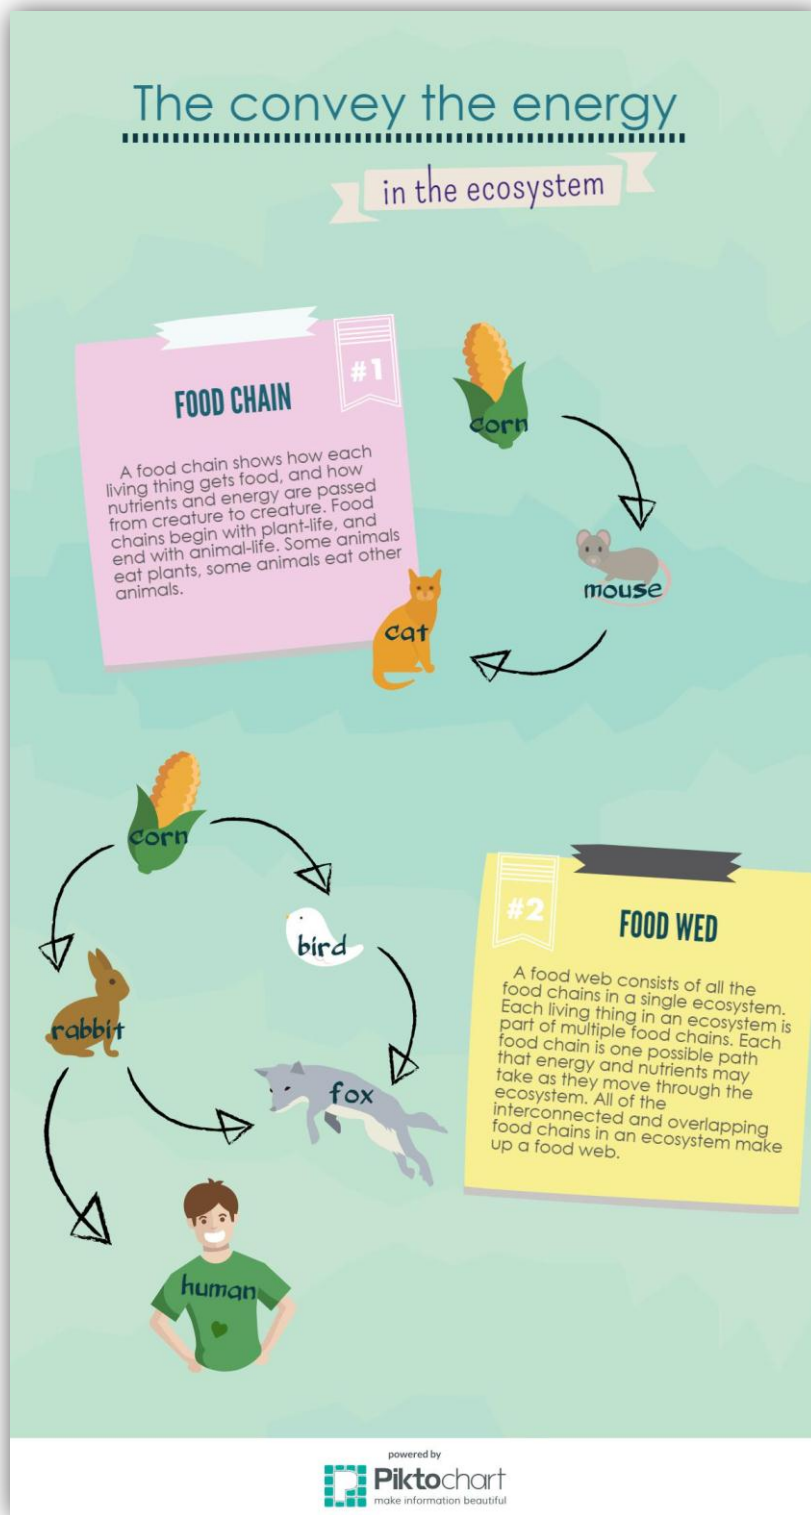 The convey the energy
in the ecosystem
#1
FOOD CHAIN
A food chain shows how each
living thing gets food, and how
nutrients and energy are passed
from creature to creature. Food
chains begin with plant-life, and
end with animal-life. Some animals
eat plants, some animals eat other
animals.
corn
mouse
cat
corn
bird
rabbit
fox
human
#2
FOOD WED
A food web consists of all the
food chains in a single ecosystem.
Each living thing in an ecosystem is
part of multiple food chains. Each
food chain is one possible path
that energy and nutrients may
take as they move through the
ecosystem. All of the
interconnected and overlapping
food chains in an ecosystem make
up a food web.
powered by
Piktochart
make information beautiful